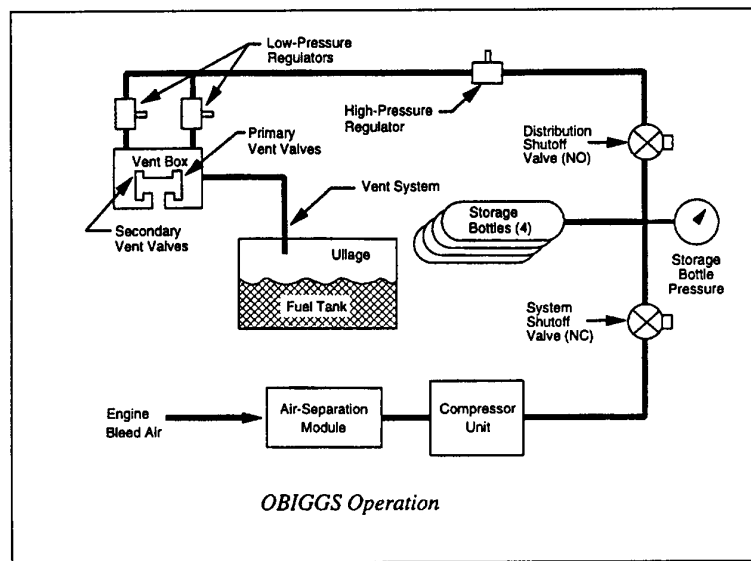 Low-Pressure
Regulators
High-Pressure
Regulator
Distribution
Shutoff
Valve (NO)
Primary
Vent Valves
Vent Box
Secondary
Vent Valves
Vent System
Ullage
Fuel Tank
Storage
Bottles (4)
Storage
Bottle
Pressure
System
Shutoff
Valve (NC)
Engine
Bleed Air
Air-Separation
Module
Compressor
Unit
OBIGGS Operation